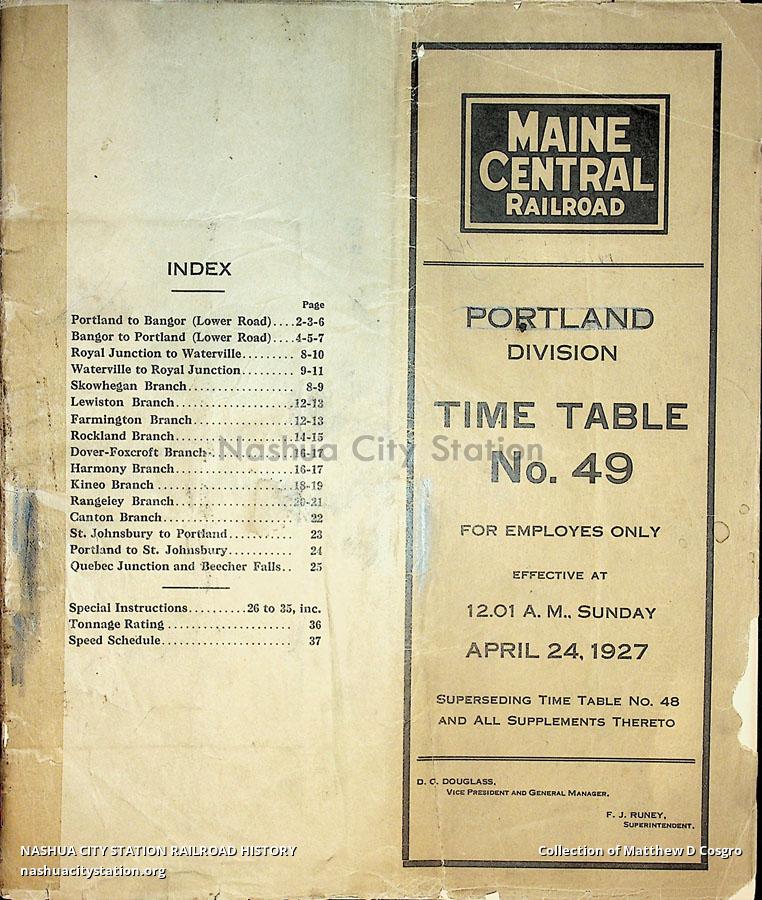 INDEX
Page
Portland to Bangor (Lower Road)....2-3-6
Bangor to Portland (Lower Road)....4-5-7
Royal Junction to Waterville......... 8-10
Waterville to Royal Junction......... 9-11
Skowhegan Branch.................. 8-9
Lewiston Branch....................12-13
Farmington Branch.................12-13
Rockland Branch....................14-15
Dover-Foxcroft Branch..............16-17
Harmony Branch....................16-17
Kineo Branch.......................18-19
Rangeley Branch....................20-21
Canton Branch...................... 22
St. Johnsbury to Portland........... 23
Portland to St. Johnsbury........... 24
Quebec Junction and Beecher Falls.. 25
Special Instructions..........26 to 35, inc.
Tonnage Rating ..................... 36
Speed Schedule...................... 37
MAINE
CENTRAL
RAILROAD
PORTLAND
DIVISION
TIME TABLE
No. 49
FOR EMPLOYES ONLY
EFFECTIVE AT
12.01 A. M., SUNDAY
APRIL 24, 1927
SUPERSEDING TIME TABLE NO. 48
AND ALL SUPPLEMENTS THERETO
D. C. DOUGLASS,
VICE PRESIDENT AND GENERAL MANAGER.
F. J. RUNEY,
SUPERINTENDENT.
Nashua City Station
NASHUA CITY STATION RAILROAD HISTORY
nashuacitystation.org
Collection of Matthew D Cosgro